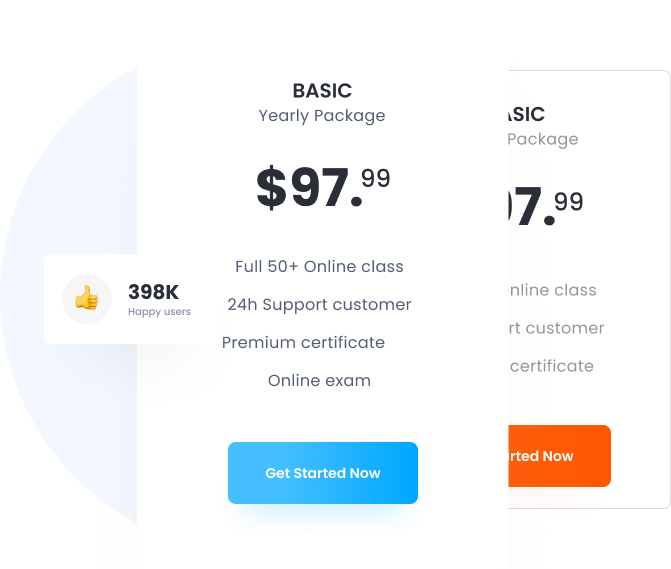 BASIC
Yearly Package
$97.99
Full 50+ Online class
24h Support customer
Premium certificate
Online exam
Get Started Now
398K
Happy users
ASIC
Package
97.99
nline class
rt customer
certificate
rted Now